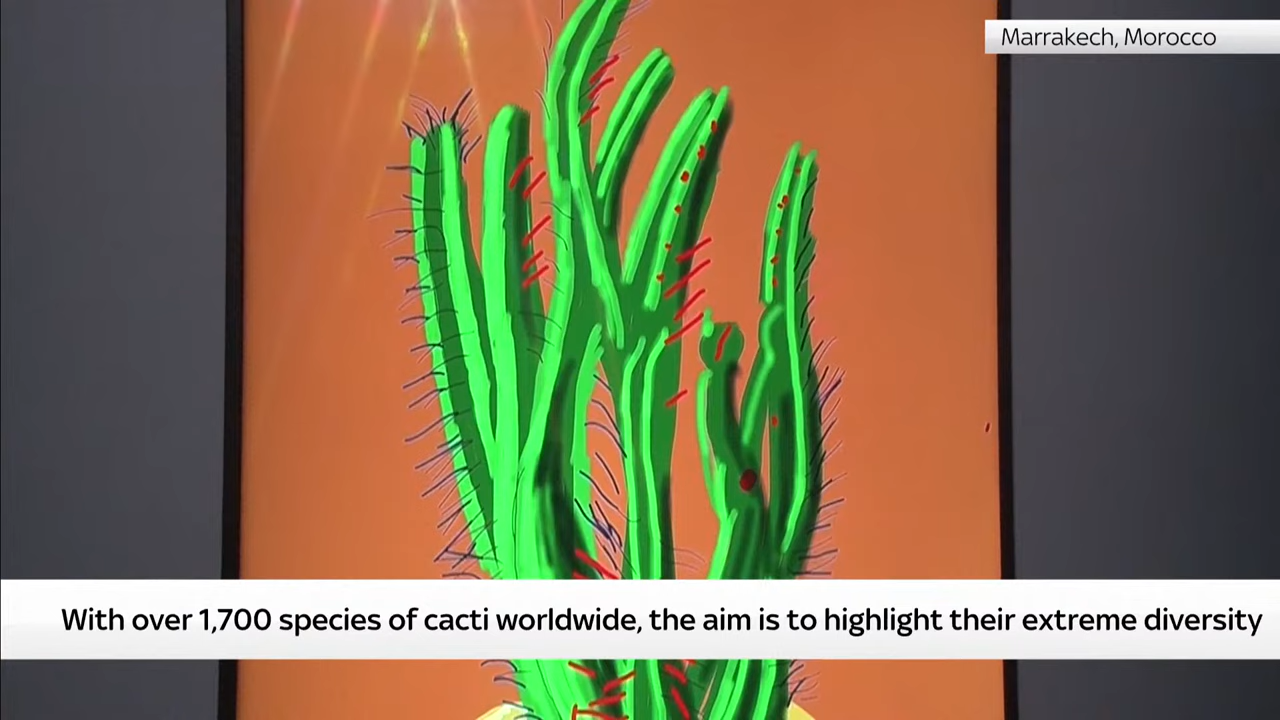 Marrakech, Morocco
With over 1,700 species of cacti worldwide, the aim is to highlight their extreme diversity